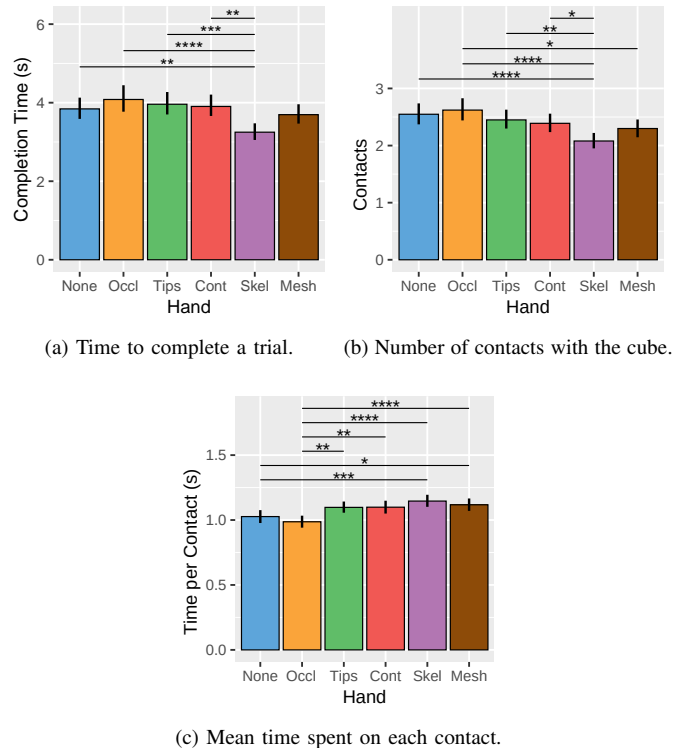 **
***
****
**
Completion Time (s)
6
4
2
0
None Occl Tips Cont Skel Mesh
Hand
(a) Time to complete a trial.
*
**
*
****
****
Contacts
3
2
1
0
None Occl Tips Cont Skel Mesh
Hand
(b) Number of contacts with the cube.
****
****
**
**
*
***
Time per Contact (s)
1.5
1.0
0.5
0.0
None Occl Tips Cont Skel Mesh
Hand
(c) Mean time spent on each contact.